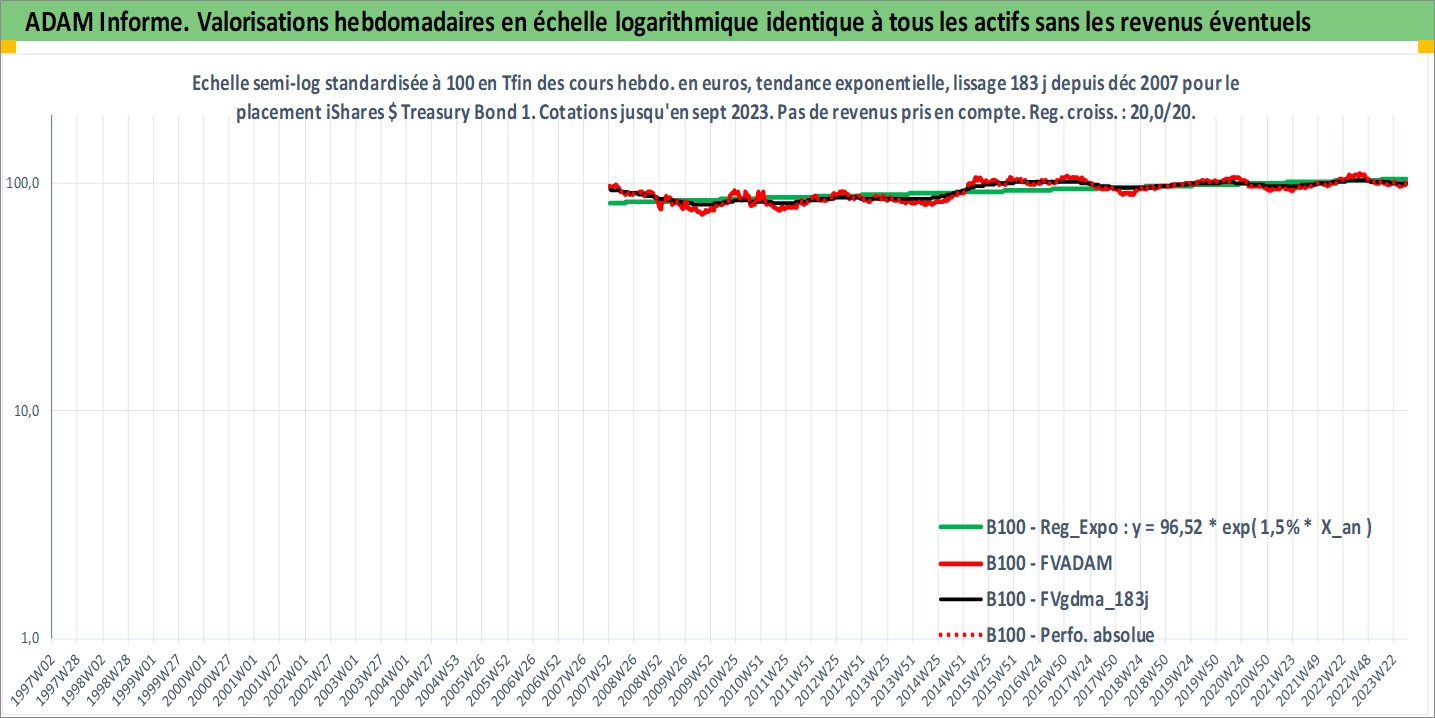 ADAM Informe. Valorisations hebdomadaires en échelle logarithmique identique à tous les actifs sans les revenus éventuels
Echelle semi-log standardisée à 100 en Tfin des cours hebdo. en euros, tendance exponentielle, lissage 183 j depuis déc 2007 pour le
placement iShares $ Treasury Bond 1. Cotations jusqu'en sept 2023. Pas de revenus pris en compte. Reg. croiss. : 20,0/20.
100,0
10,0
1,0
B100 - Reg_Expo : y = 96,52 * exp( 1,5% * X_an )
B100 - FVADAM
B100 - FVgdma_183j
B100 - Perfo. absolue
1997W02
1997W28
1998W02
1998W28
1999W01
1999W27
2000W01
2000W27
2001W01
2001W27
2002W01
2002W27
2003W01
2003W27
2004W01
2004W27
2004W53
2005W26
2005W52
2006W26
2006W52
2007W26
2007W52
2008W26
2008W52
2009W26
2009W52
2010W25
2010W51
2011W25
2011W51
2012W25
2012W51
2013W25
2013W51
2014W25
2014W51
2015W25
2015W51
2016W24
2016W50
2017W24
2017W50
2018W24
2018W50
2019W24
2019W50
2020W24
2020W50
2021W23
2021W49
2022W22
2022W48
2023W22